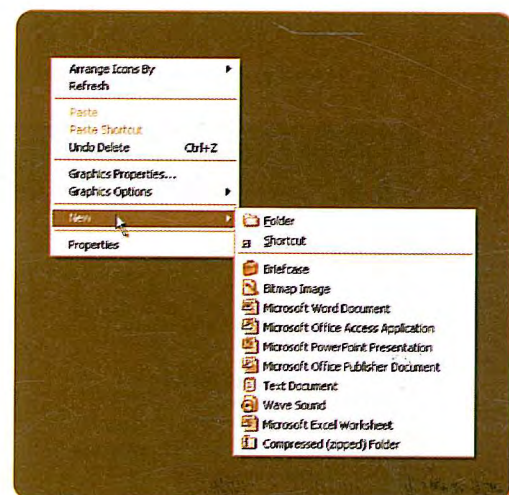 Arrange Icons By
Refresh
Paste
Paste Shortcut
Undo Delete Ctrl+Z
Graphics Properties...
Graphics Options
New
Properties
Folder
Shortcut
Briefcase
Bitmap Image
Microsoft Word Document
Microsoft Office Access Application
Microsoft PowerPoint Presentation
Microsoft Office Publisher Document
Text Document
Wave Sound
Microsoft Excel Worksheet
Compressed (zipped) Folder